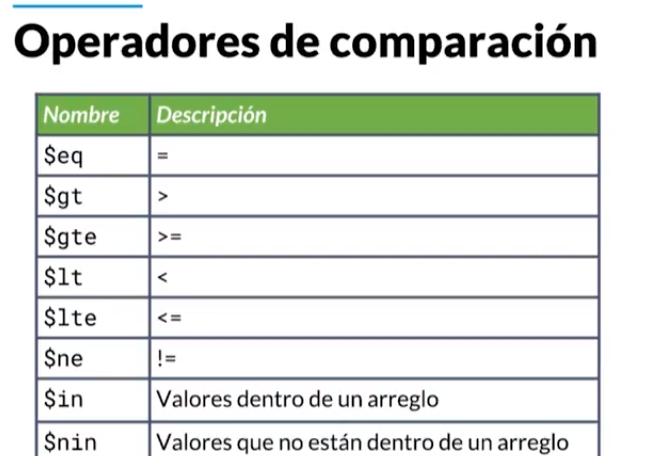 Operadores de comparación
Nombre Descripción
$eq =
$gt >
$gte >=
$lt <
$lte <=
$ne !=
$in Valores dentro de un arreglo
$nin Valores que no están dentro de un arreglo